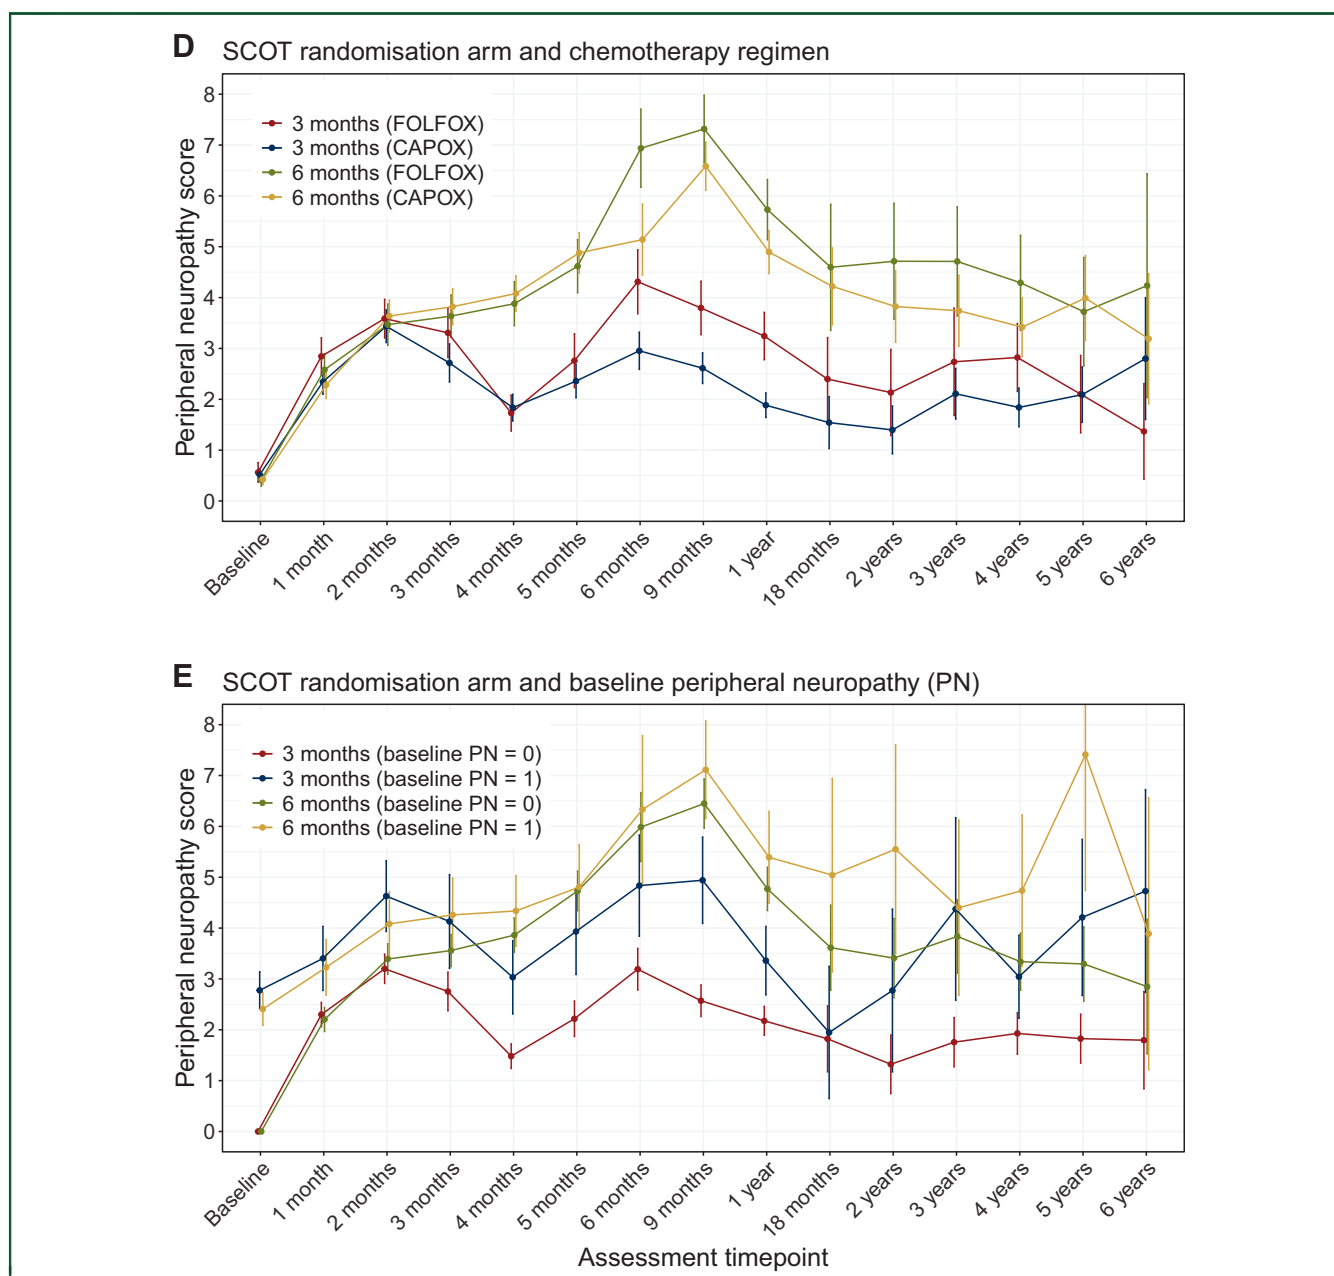 D SCOT randomisation arm and chemotherapy regimen
Peripheral neuropathy score
8
7
6
5
4
3
2
1
0
3 months (FOLFOX)
3 months (CAPOX)
6 months (FOLFOX)
6 months (CAPOX)
Baseline
1 month
2 months
3 months
4 months
5 months
6 months
9 months
1 year
18 months
2 years
3 years
4 years
5 years
6 years
E SCOT randomisation arm and baseline peripheral neuropathy (PN)
Peripheral neuropathy score
8
7
6
5
4
3
2
1
0
3 months (baseline PN = 0)
3 months (baseline PN = 1)
6 months (baseline PN = 0)
6 months (baseline PN = 1)
Baseline
1 month
2 months
3 months
4 months
5 months
6 months
9 months
1 year
18 months
2 years
3 years
4 years
5 years
6 years
Assessment timepoint